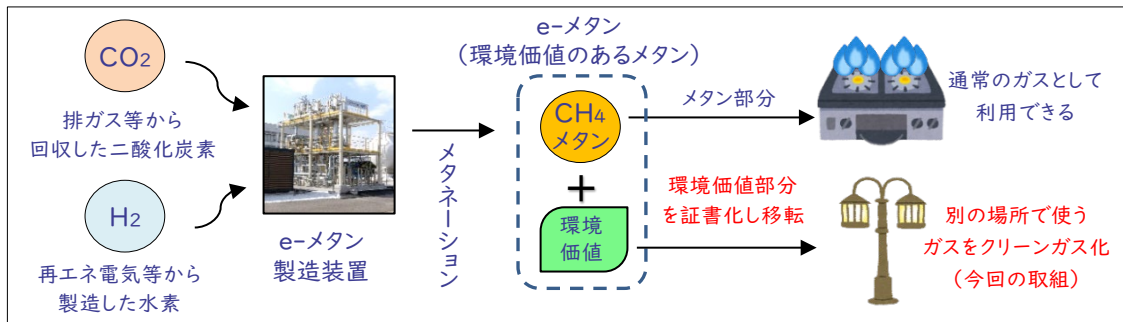 CO2
排ガス等から
回収した二酸化炭素
H2
再エネ電気等から
製造した水素
e-メタン
製造装置
メタネーション
e-メタン
(環境価値のあるメタン)
CH4
メタン
+
環境
価値
メタン部分
通常のガスとして
利用できる
環境価値部分
を証書化し移転
別の場所で使う
ガスをクリーンガス化
(今回の取組)